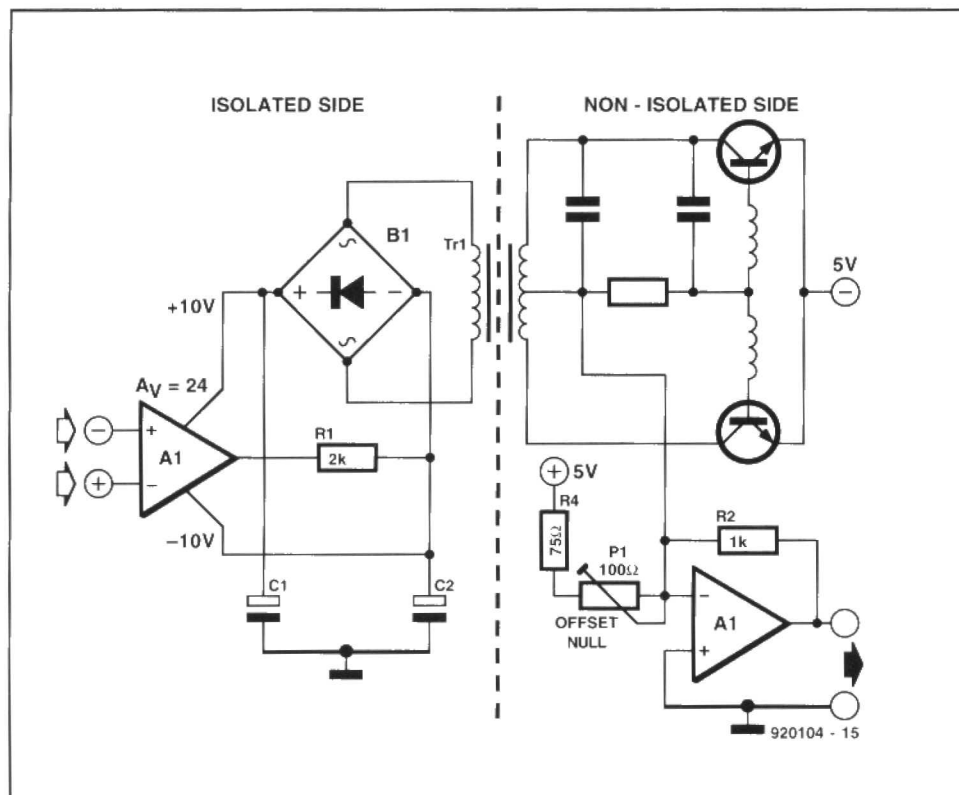 ISOLATED SIDE
NON - ISOLATED SIDE
B1
Tr1
+
−
5V
−
+10V
A_V = 24
−
+
+
−
A1
R1
2k
−10V
C1
C2
+
5V
R4
75Ω
P1
100Ω
OFFSET
NULL
R2
1k
−
+
A1
920104 - 15